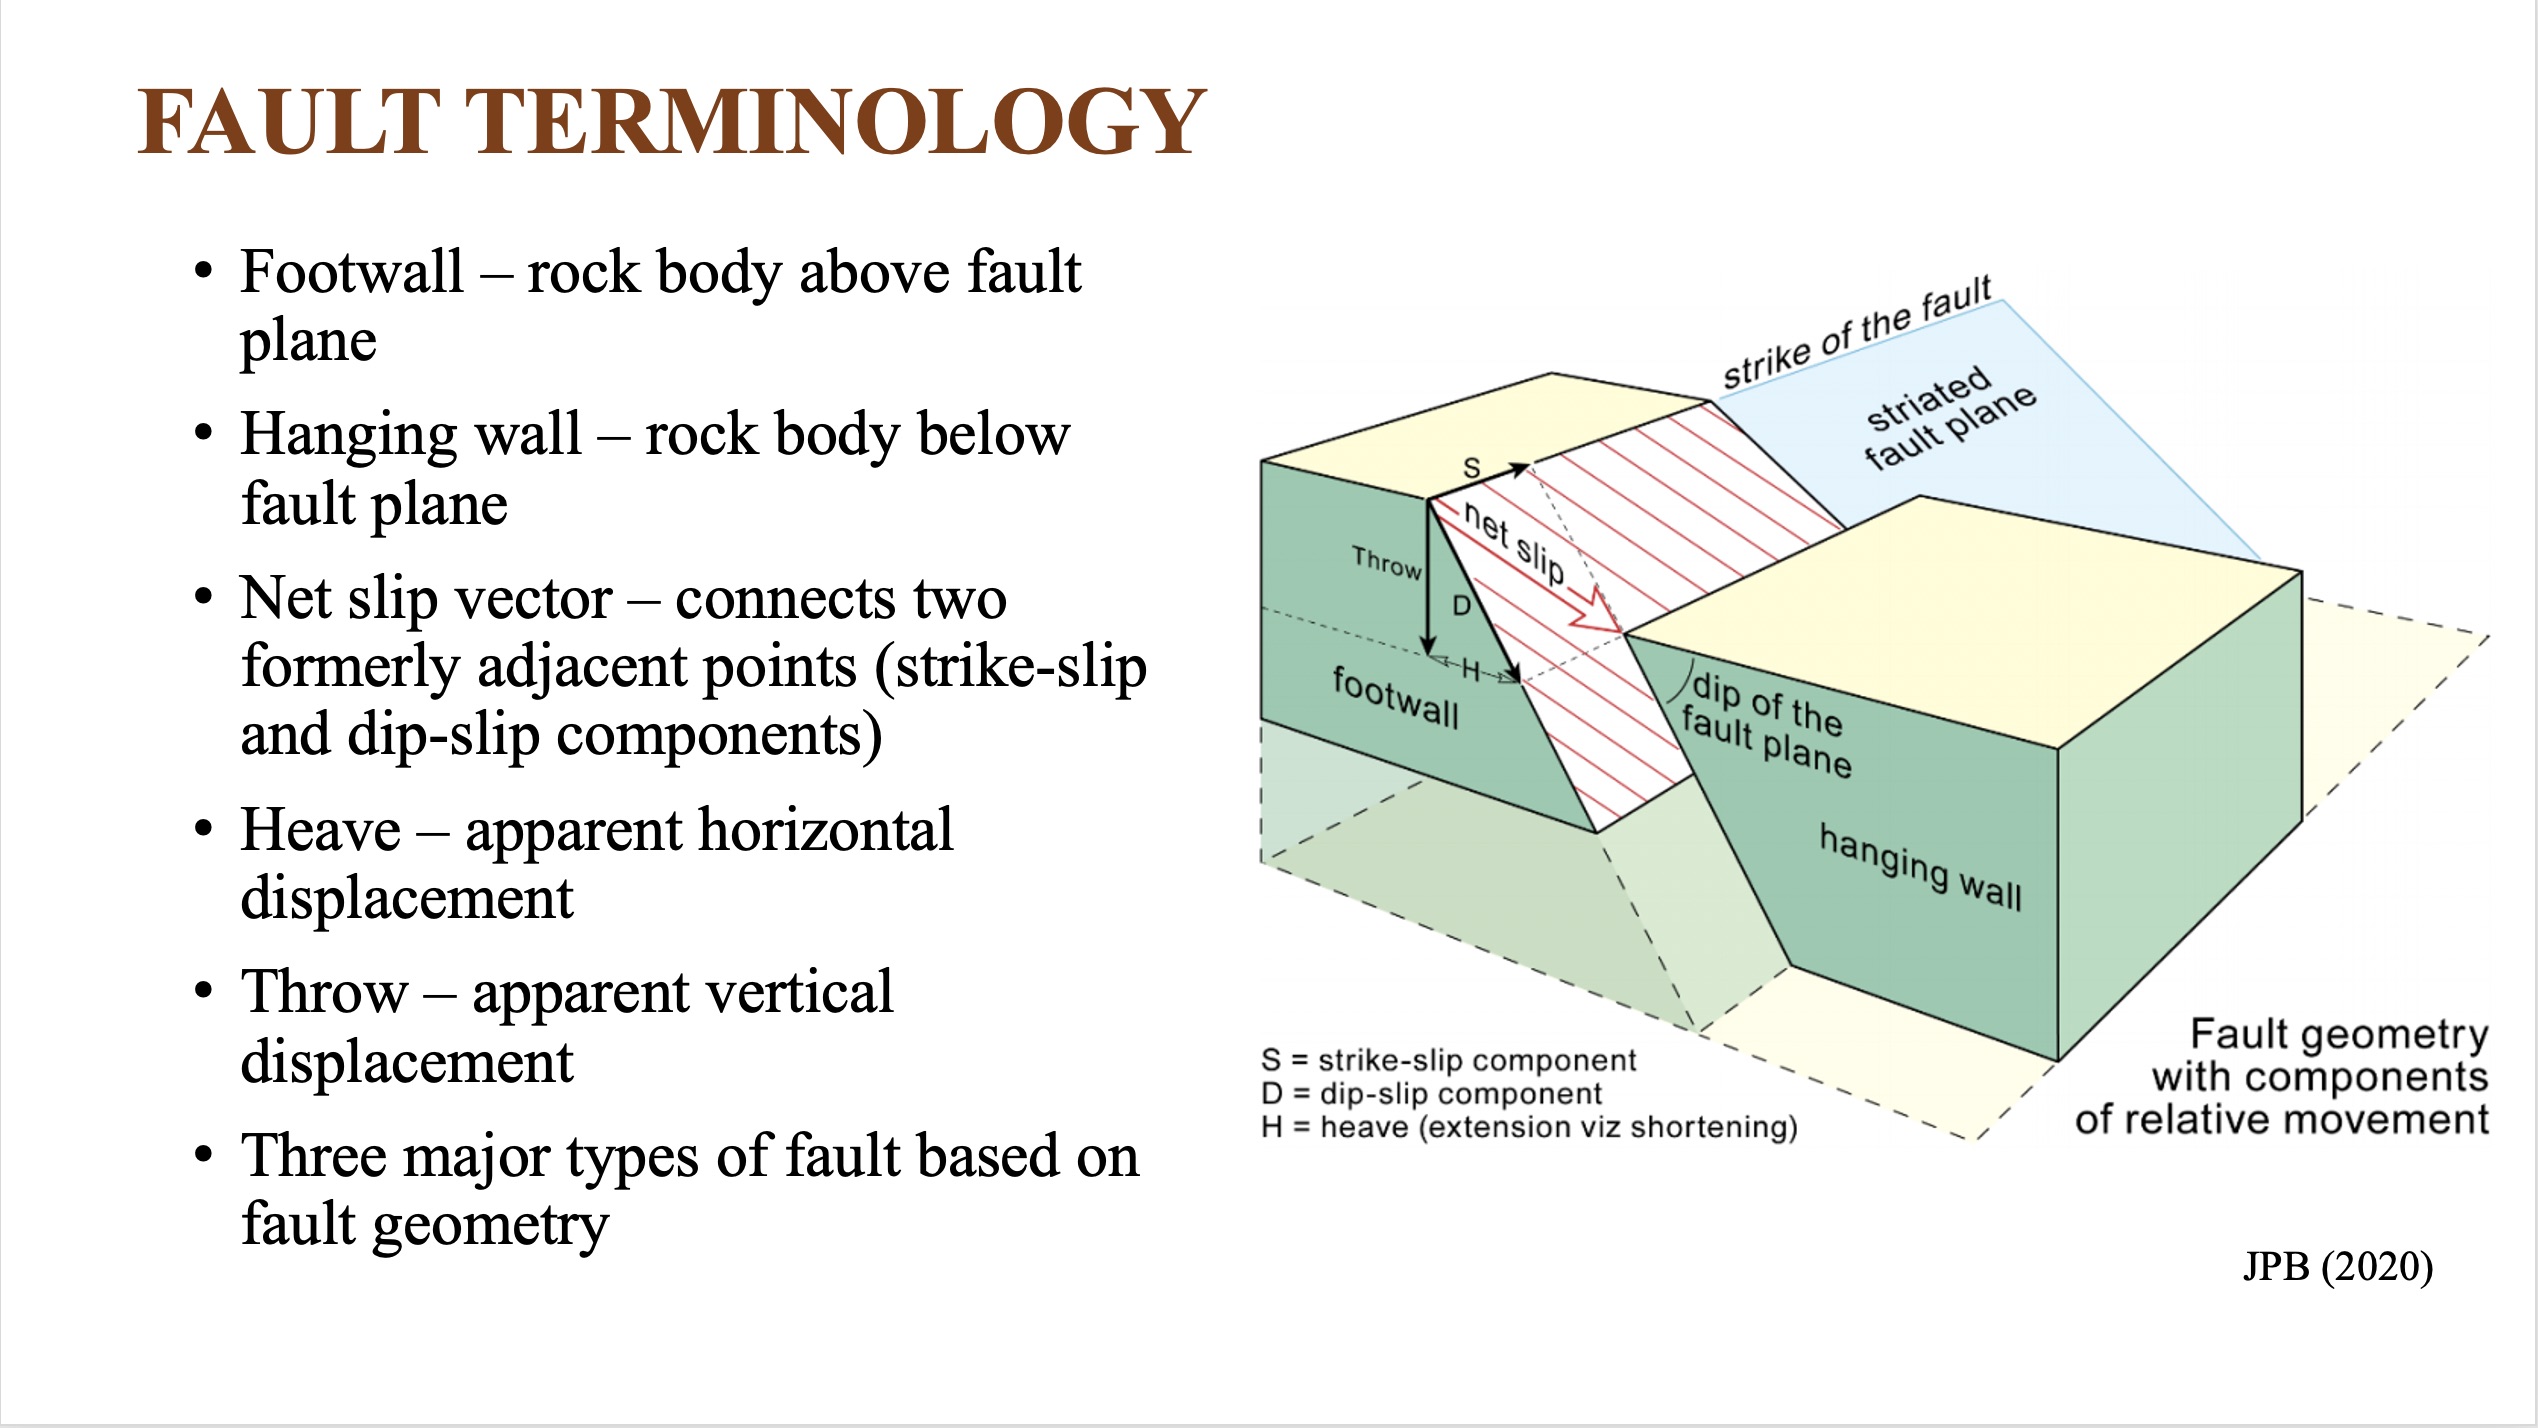 FAULT TERMINOLOGY
• Footwall – rock body above fault
plane
• Hanging wall – rock body below
fault plane
• Net slip vector – connects two
formerly adjacent points (strike-slip
and dip-slip components)
• Heave – apparent horizontal
displacement
• Throw – apparent vertical
displacement
• Three major types of fault based on
fault geometry
strike of the fault
striated
fault plane
S
net slip
Throw
D
H
footwall
dip of the
fault plane
hanging wall
S = strike-slip component
D = dip-slip component
H = heave (extension viz shortening)
Fault geometry
with components
of relative movement
JPB (2020)